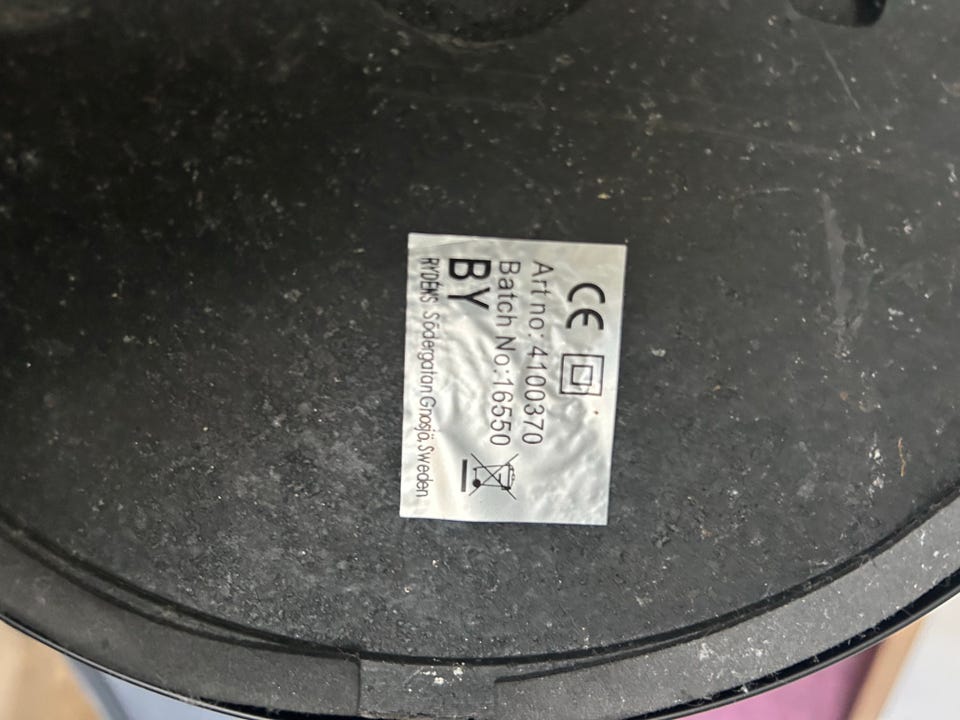 CE
Art no: 4100370
Batch No:16550
BY
RYDÉNS Södergatan Gnosjö, Sweden